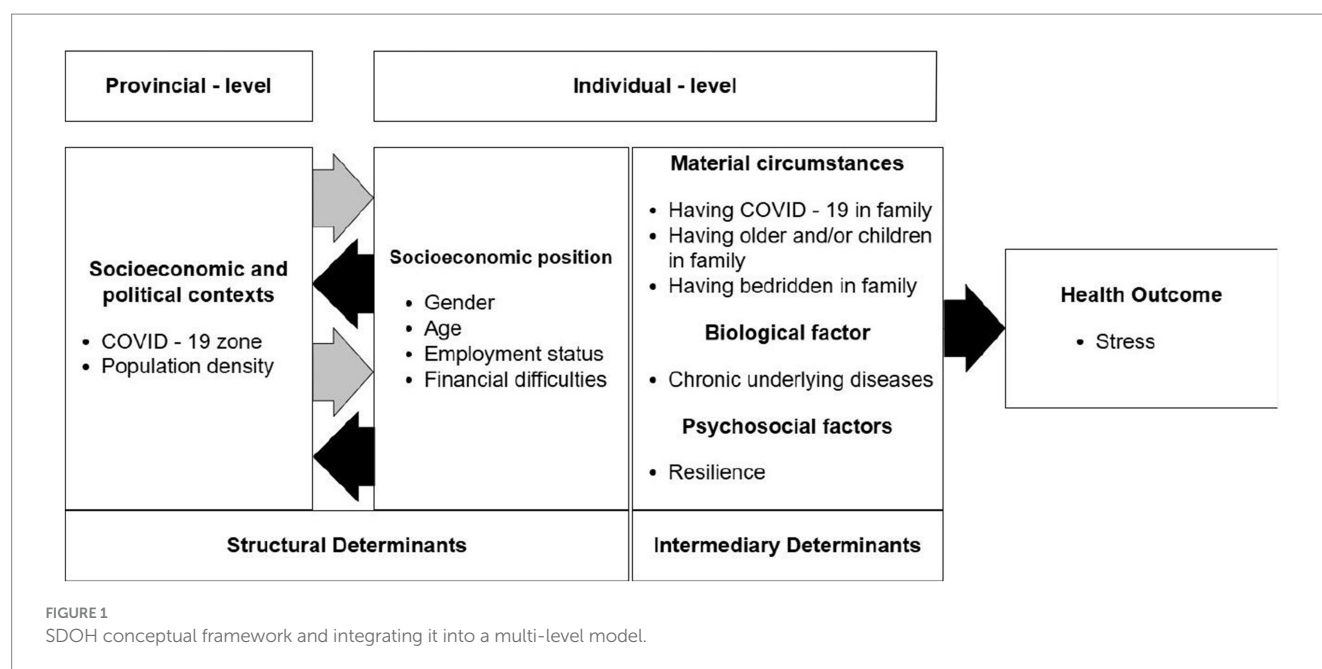 Provincial - level
Individual - level
Socioeconomic and
political contexts
• COVID - 19 zone
• Population density
Socioeconomic position
• Gender
• Age
• Employment status
• Financial difficulties
Material circumstances
• Having COVID - 19 in family
• Having older and/or children
in family
• Having bedridden in family
Biological factor
• Chronic underlying diseases
Psychosocial factors
• Resilience
Health Outcome
• Stress
Structural Determinants
Intermediary Determinants
FIGURE 1
SDOH conceptual framework and integrating it into a multi-level model.